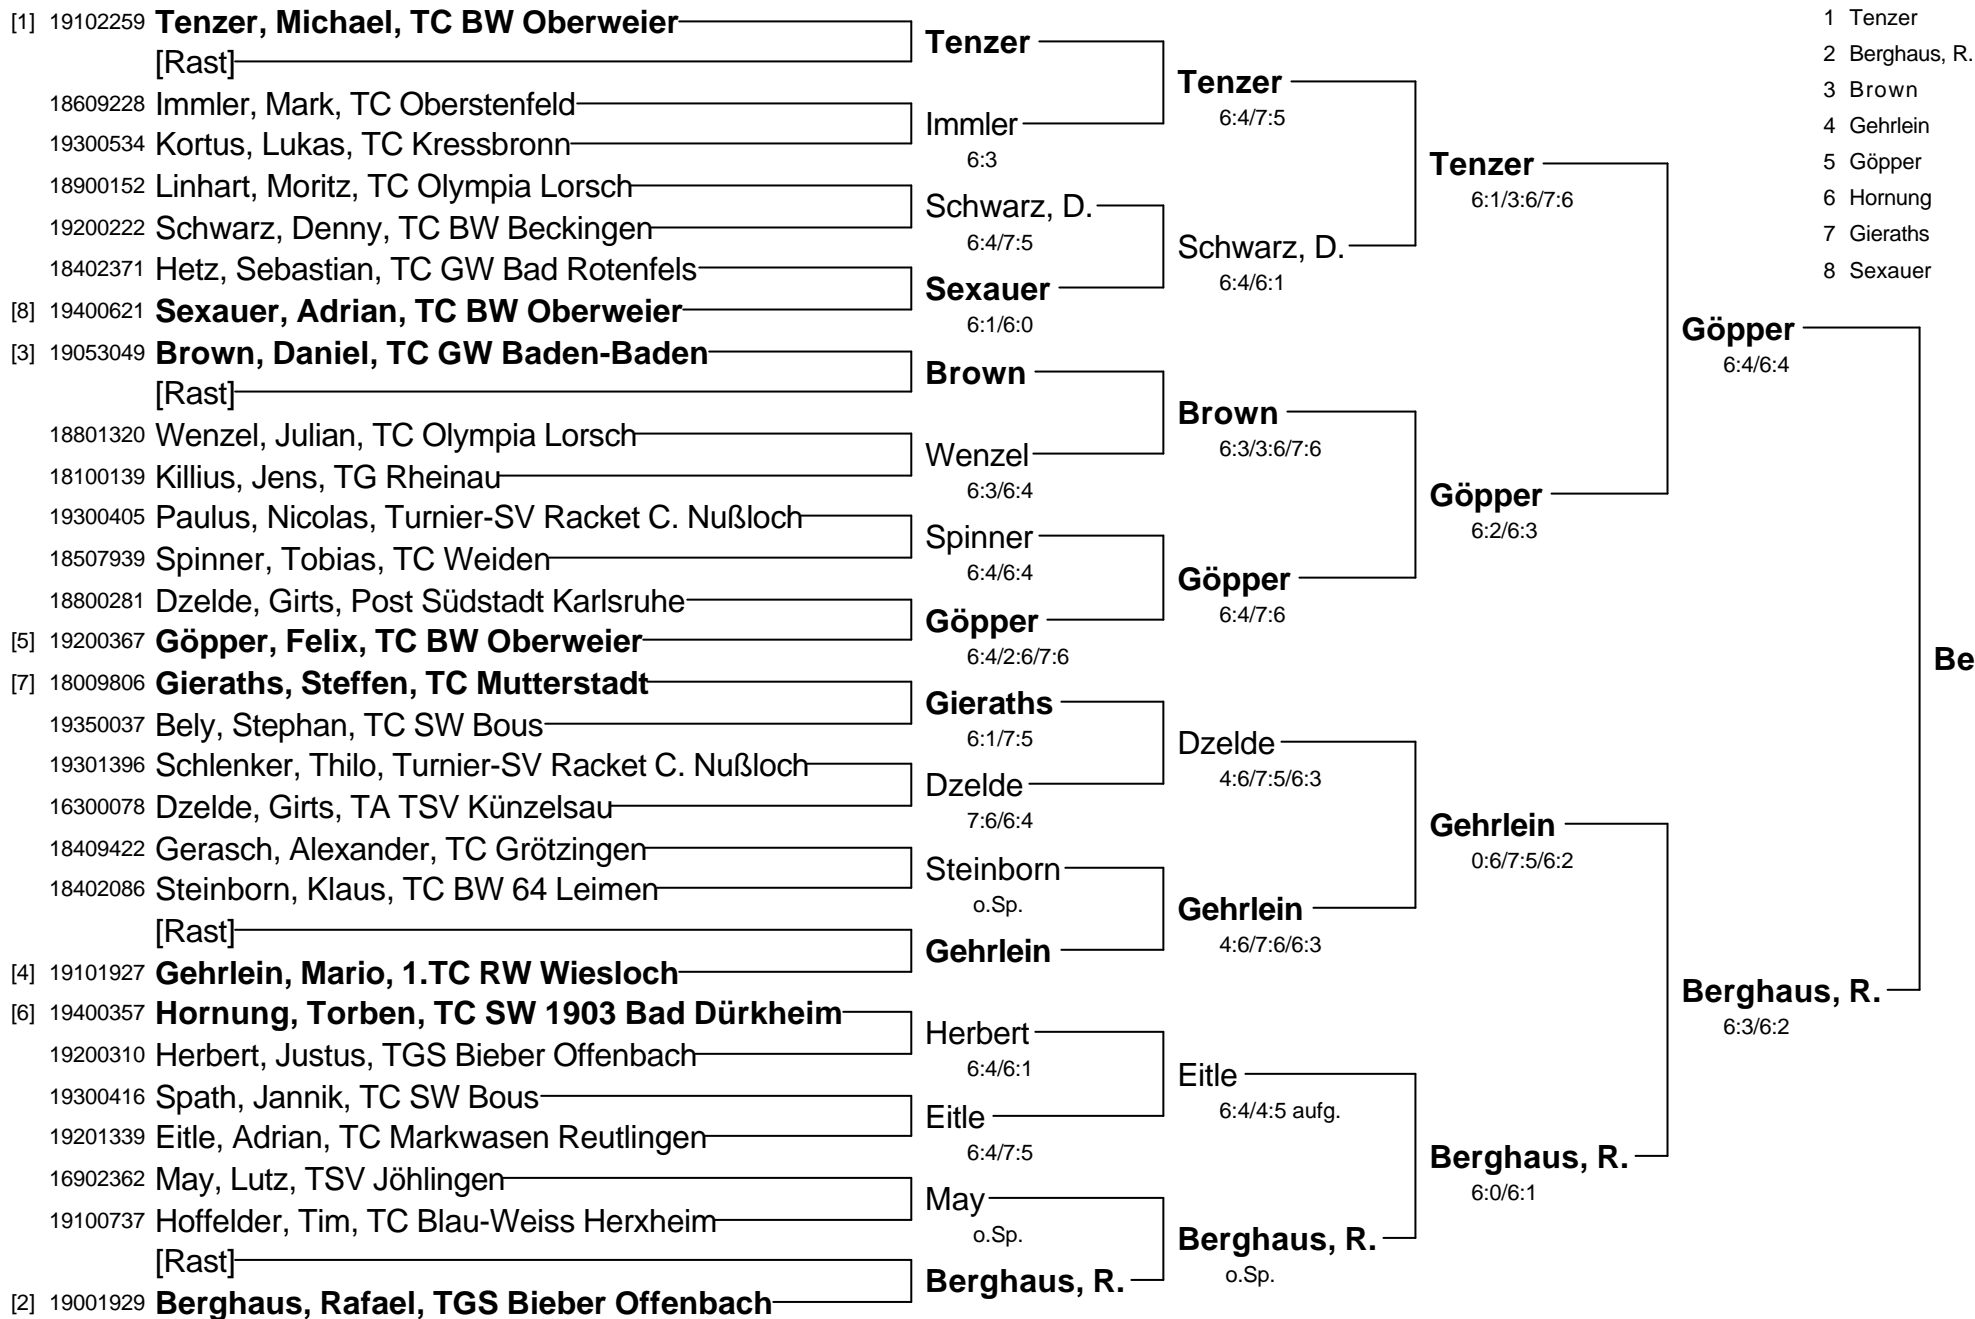 [1] 19102259 Tenzer, Michael, TC BW Oberweier
[Rast]
18609228 Immler, Mark, TC Oberstenfeld
19300534 Kortus, Lukas, TC Kressbronn
18900152 Linhart, Moritz, TC Olympia Lorsch
19200222 Schwarz, Denny, TC BW Beckingen
18402371 Hetz, Sebastian, TC GW Bad Rotenfels
[8] 19400621 Sexauer, Adrian, TC BW Oberweier
[3] 19053049 Brown, Daniel, TC GW Baden-Baden
[Rast]
18801320 Wenzel, Julian, TC Olympia Lorsch
18100139 Killius, Jens, TG Rheinau
19300405 Paulus, Nicolas, Turnier-SV Racket C. Nußloch
18507939 Spinner, Tobias, TC Weiden
18800281 Dzelde, Girts, Post Südstadt Karlsruhe
[5] 19200367 Göpper, Felix, TC BW Oberweier
[7] 18009806 Gieraths, Steffen, TC Mutterstadt
19350037 Bely, Stephan, TC SW Bous
19301396 Schlenker, Thilo, Turnier-SV Racket C. Nußloch
16300078 Dzelde, Girts, TA TSV Künzelsau
18409422 Gerasch, Alexander, TC Grötzingen
18402086 Steinborn, Klaus, TC BW 64 Leimen
[Rast]
[4] 19101927 Gehrlein, Mario, 1.TC RW Wiesloch
[6] 19400357 Hornung, Torben, TC SW 1903 Bad Dürkheim
19200310 Herbert, Justus, TGS Bieber Offenbach
19300416 Spath, Jannik, TC SW Bous
19201339 Eitle, Adrian, TC Markwasen Reutlingen
16902362 May, Lutz, TSV Jöhlingen
19100737 Hoffelder, Tim, TC Blau-Weiss Herxheim
[Rast]
[2] 19001929 Berghaus, Rafael, TGS Bieber Offenbach
Tenzer
Immler
6:3
Schwarz, D.
6:4/7:5
Sexauer
6:1/6:0
Brown
Wenzel
6:3/6:4
Spinner
6:4/6:4
Göpper
6:4/2:6/7:6
Gieraths
6:1/7:5
Dzelde
7:6/6:4
Steinborn
o.Sp.
Gehrlein
Herbert
6:4/6:1
Eitle
6:4/7:5
May
o.Sp.
Berghaus, R.
Tenzer
6:4/7:5
Schwarz, D.
6:4/6:1
Brown
6:3/3:6/7:6
Göpper
6:4/7:6
Dzelde
4:6/7:5/6:3
Gehrlein
4:6/7:6/6:3
Eitle
6:4/4:5 aufg.
Berghaus, R.
o.Sp.
Tenzer
6:1/3:6/7:6
Göpper
6:2/6:3
Gehrlein
0:6/7:5/6:2
Berghaus, R.
6:0/6:1
Göpper
6:4/6:4
Berghaus, R.
6:3/6:2
Be
1 Tenzer
2 Berghaus, R.
3 Brown
4 Gehrlein
5 Göpper
6 Hornung
7 Gieraths
8 Sexauer